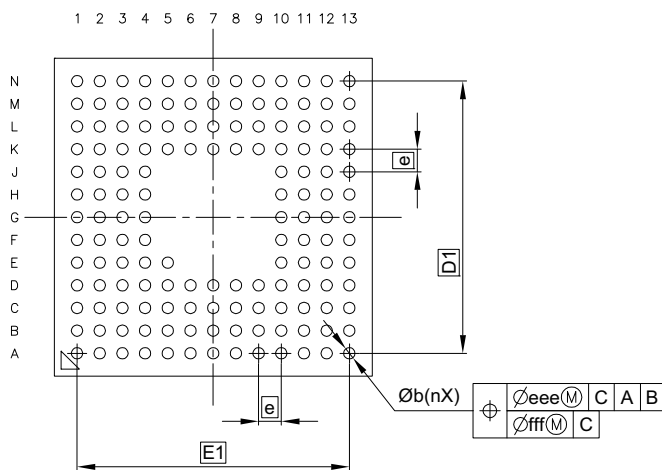 1 2 3 4 5 6 7 8 9 10 11 12 13
N
M
L
K
J
H
G
F
E
D
C
B
A
e
D1
e
E1
Øb(nX)
⌖ Øeee Ⓜ C A B
Øfff Ⓜ C